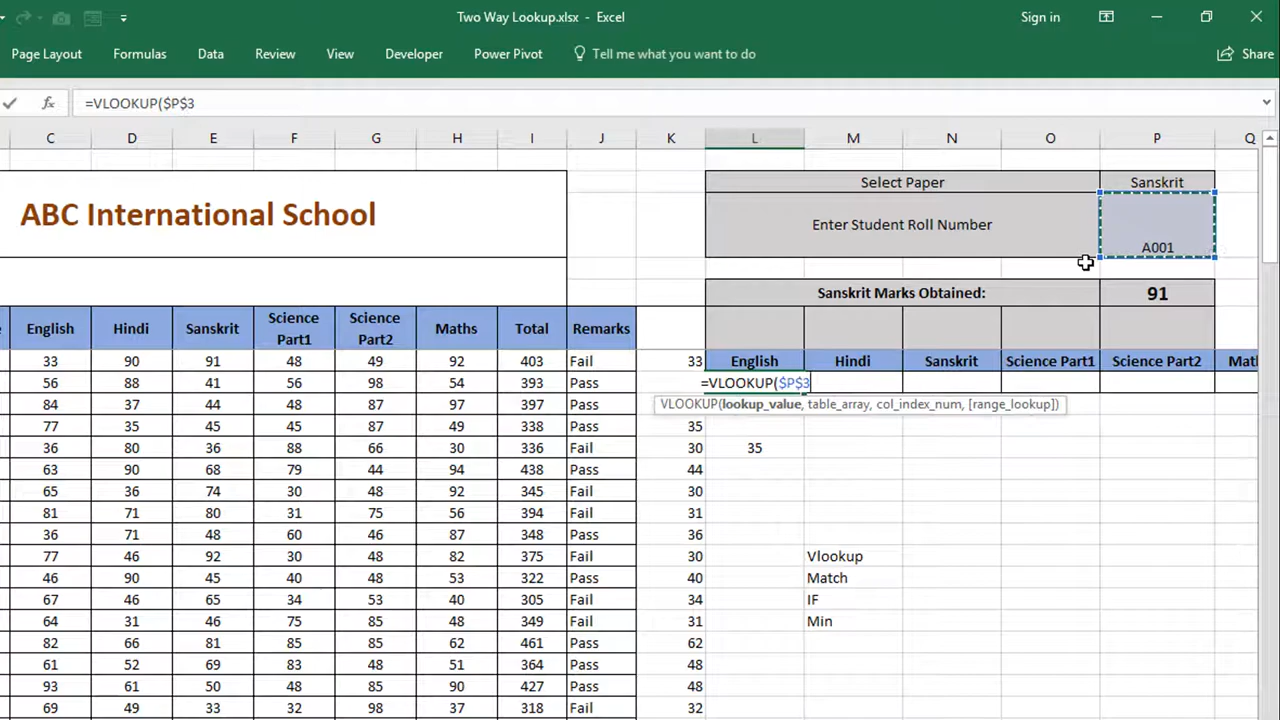 Two Way Lookup.xlsx - Excel
Sign in
Page Layout Formulas Data Review View Developer Power Pivot Tell me what you want to do Share
fx =VLOOKUP($P$3
C D E F G H I J K L M N O P Q
ABC International School
Select Paper Sanskrit
Enter Student Roll Number A001
Sanskrit Marks Obtained: 91
English Hindi Sanskrit Science Part1 Science Part2 Maths Total Remarks
33 90 91 48 49 92 403 Fail 33 English Hindi Sanskrit Science Part1 Science Part2
56 88 41 56 98 54 393 Pass =VLOOKUP($P$3
84 37 44 48 87 97 397 Pass VLOOKUP(lookup_value, table_array, col_index_num, [range_lookup])
77 35 45 45 87 49 338 Pass 35
36 80 36 79 66 30 336 Fail 30 35
63 90 68 79 44 94 438 Pass 44
65 36 74 30 48 92 345 Fail 30
81 71 80 31 75 56 394 Fail 31
36 71 48 60 46 87 348 Pass 36
77 46 92 30 48 82 375 Fail 30 Vlookup
46 90 45 40 48 53 322 Pass 40 Match
67 46 65 34 53 40 305 Fail 34 IF
64 31 46 75 85 48 349 Fail 31 Min
82 66 81 85 85 62 461 Pass 62
61 52 69 83 48 51 364 Pass 48
93 61 50 48 85 90 427 Pass 48
69 49 33 32 98 37 318 Fail 32